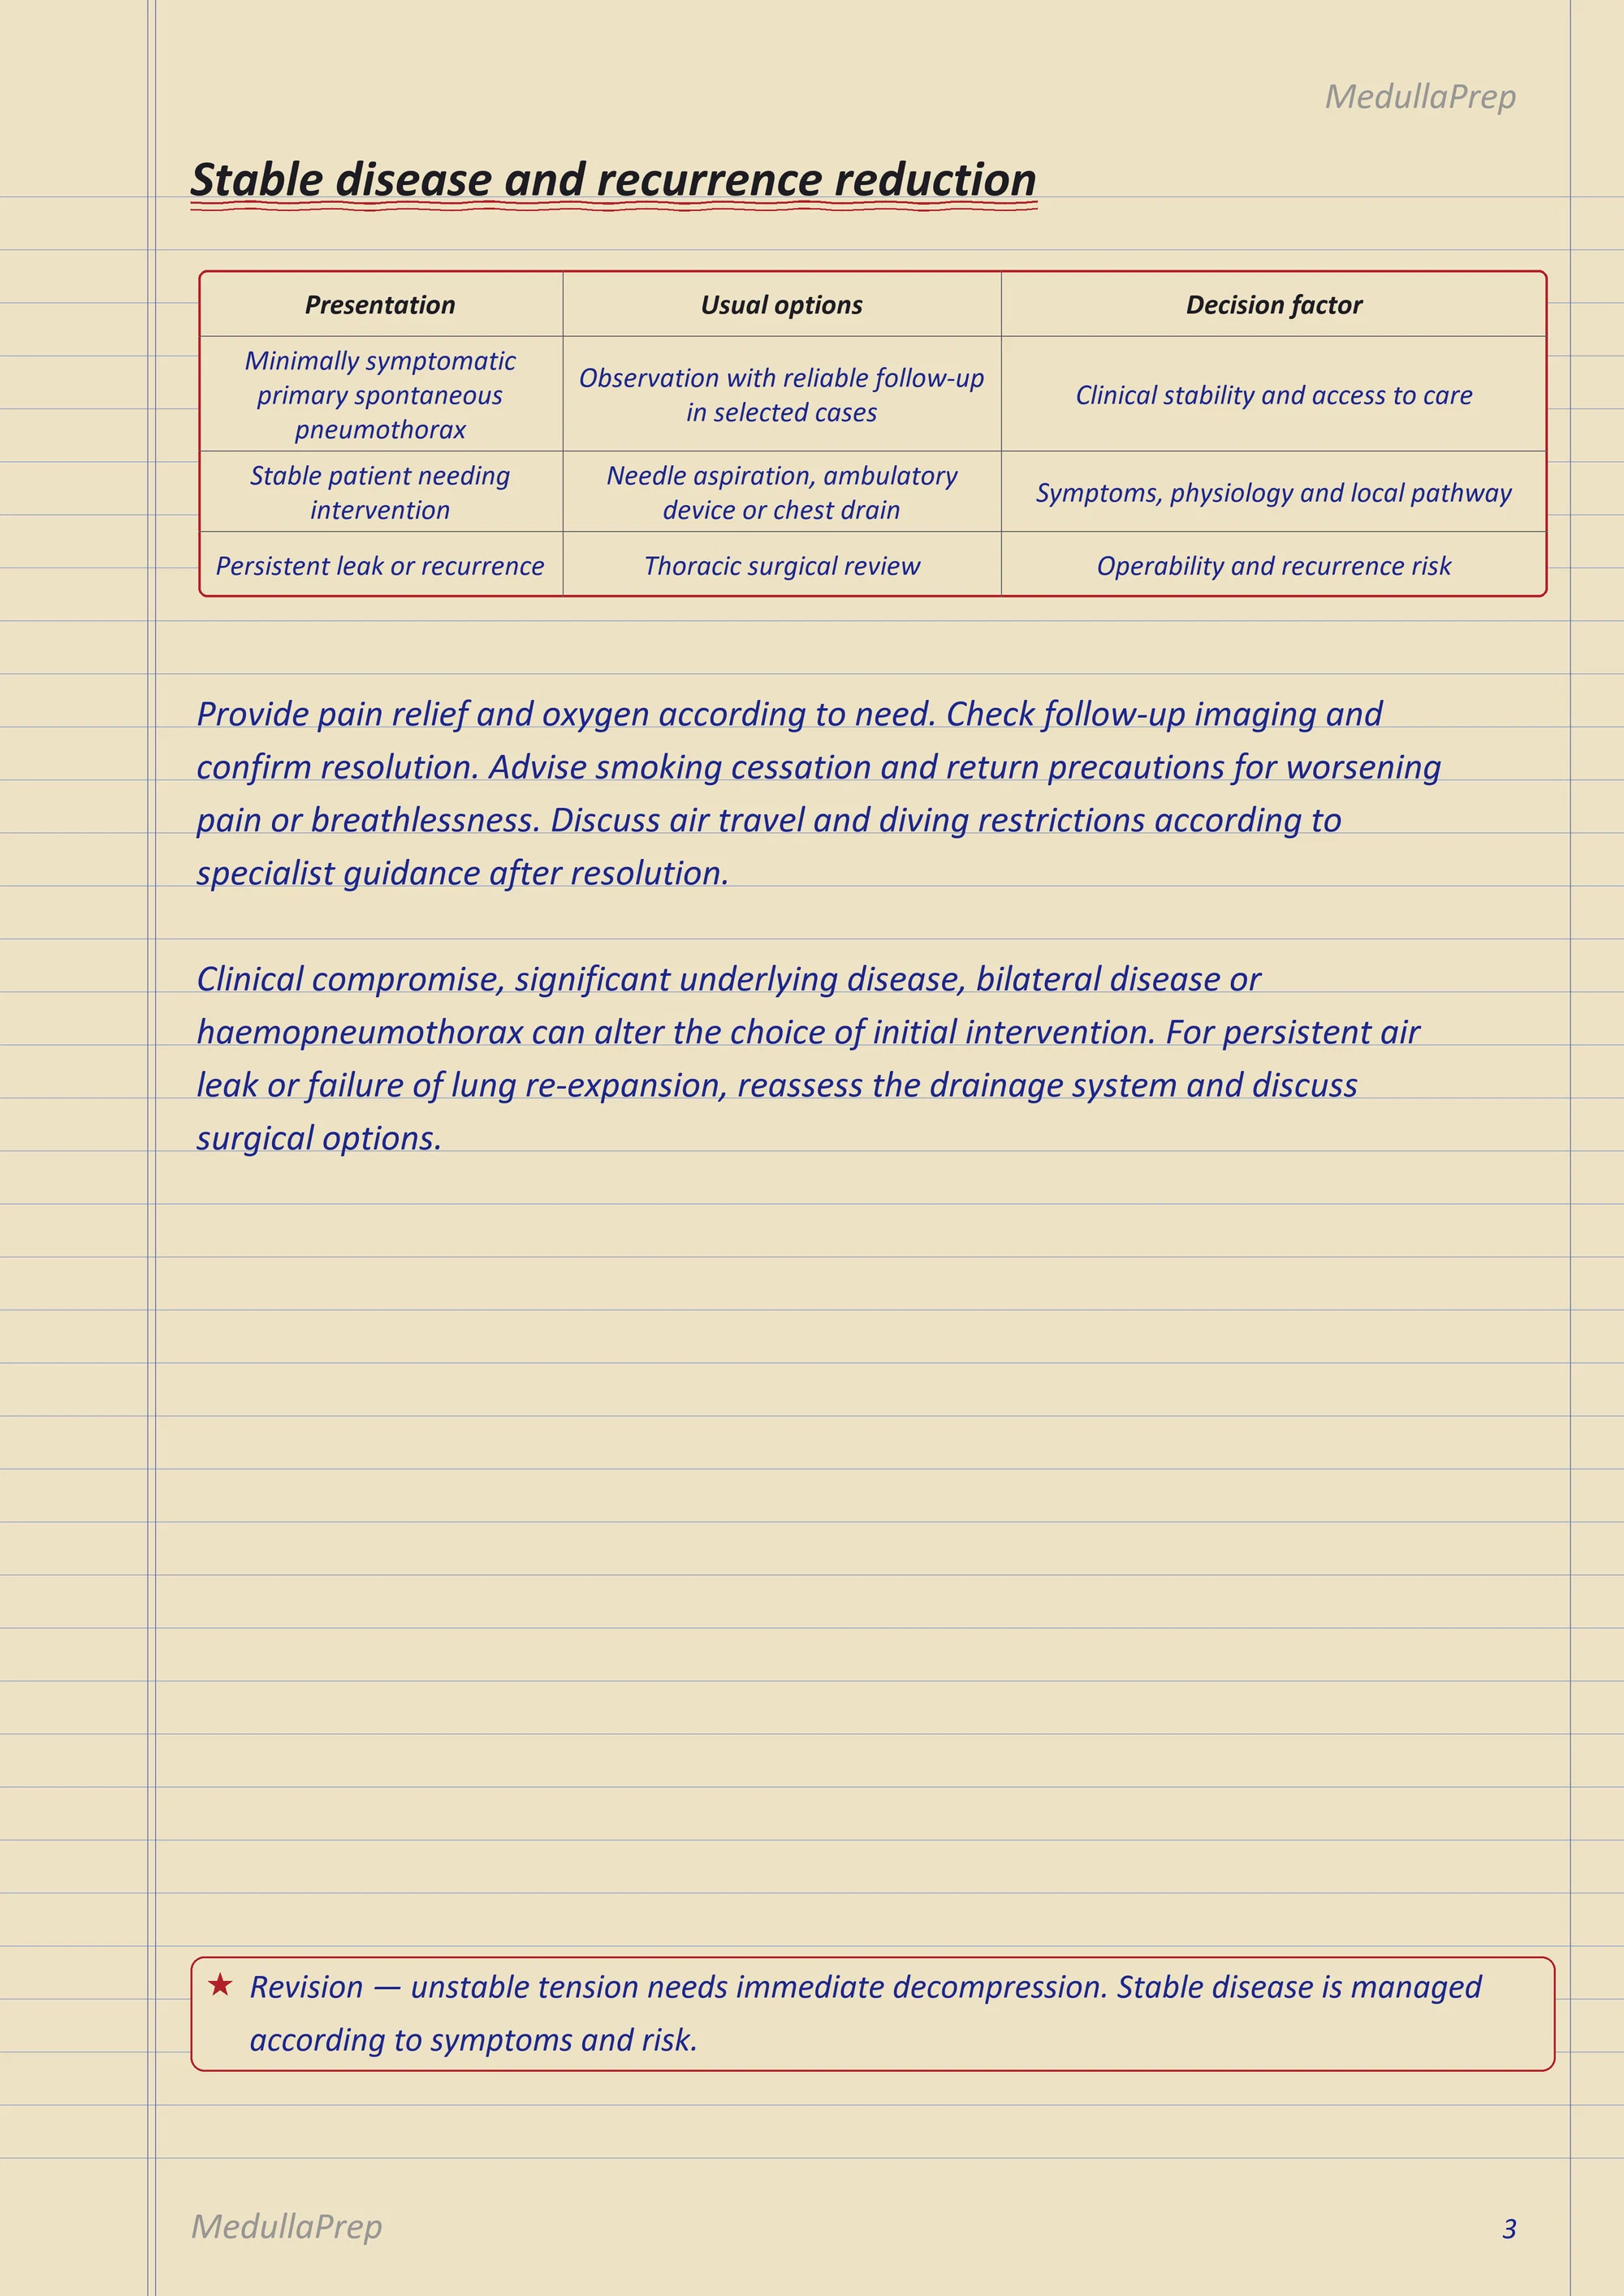 MedullaPrep
Stable disease and recurrence reduction
Presentation
Usual options
Decision factor
Minimally symptomatic
primary spontaneous
pneumothorax
Observation with reliable follow-up
in selected cases
Clinical stability and access to care
Stable patient needing
intervention
Needle aspiration, ambulatory
device or chest drain
Symptoms, physiology and local pathway
Persistent leak or recurrence
Thoracic surgical review
Operability and recurrence risk
Provide pain relief and oxygen according to need. Check follow-up imaging and
confirm resolution. Advise smoking cessation and return precautions for worsening
pain or breathlessness. Discuss air travel and diving restrictions according to
specialist guidance after resolution.
Clinical compromise, significant underlying disease, bilateral disease or
haemopneumothorax can alter the choice of initial intervention. For persistent air
leak or failure of lung re-expansion, reassess the drainage system and discuss
surgical options.
★ Revision — unstable tension needs immediate decompression. Stable disease is managed
according to symptoms and risk.
MedullaPrep
3